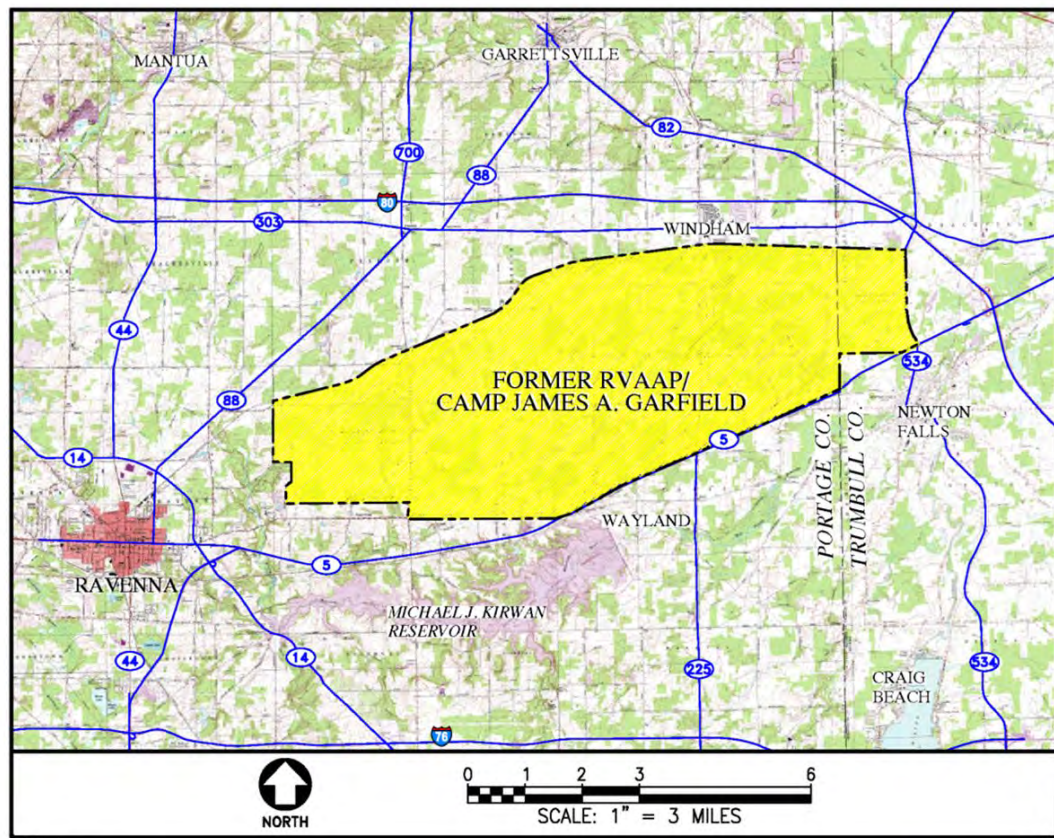 MANTUA
GARRETTSVILLE
82
700
88
80
303
WINDHAM
44
534
FORMER RVAAP/
CAMP JAMES A. GARFIELD
88
NEWTON
FALLS
5
14
PORTAGE CO.
TRUMBULL CO.
WAYLAND
5
RAVENNA
MICHAEL J. KIRWAN
RESERVOIR
44
14
225
534
CRAIG
BEACH
76
NORTH
0 1 2 3 6
SCALE: 1" = 3 MILES